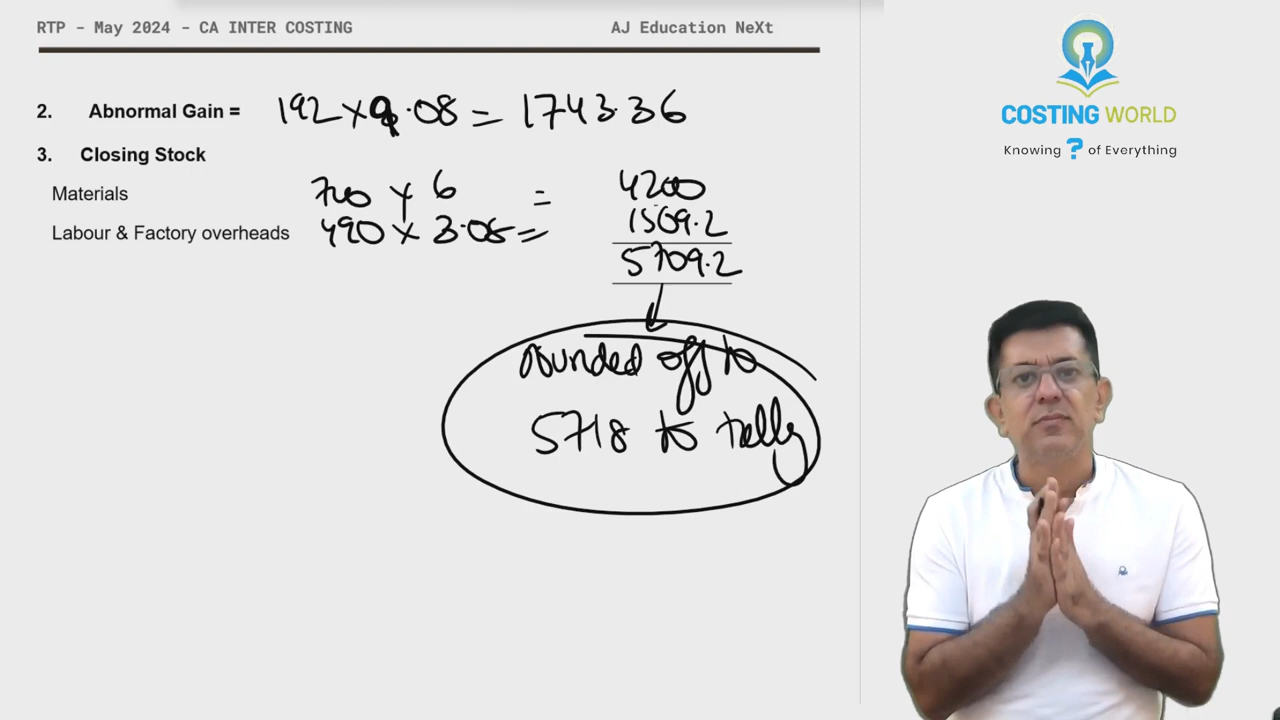 RTP - May 2024 - CA INTER COSTING
AJ Education NeXt
2. Abnormal Gain = 192 × 9.08 = 1743.36
3. Closing Stock
Materials 700 × 6 = 4200
Labour & Factory overheads 490 × 3.08 = 1509.2
5709.2
rounded off to
5718 to tally
COSTING WORLD
Knowing ? of Everything